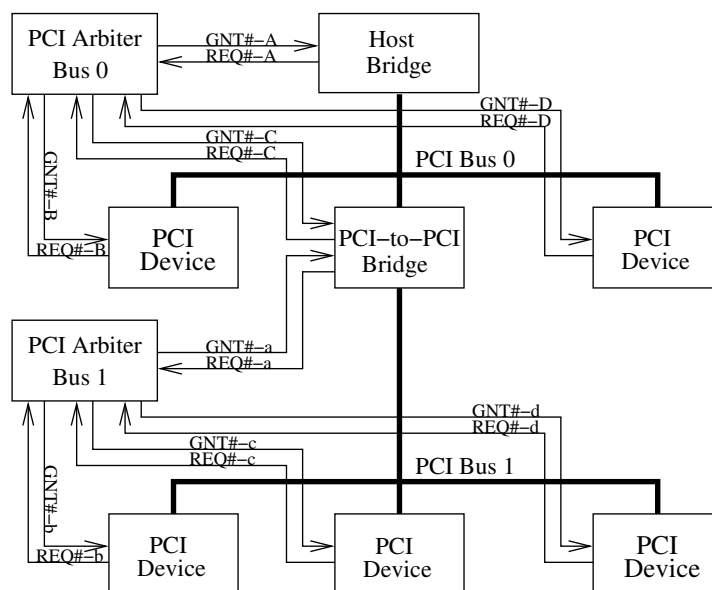 PCI Arbiter
Bus 0
GNT#−A
REQ#−A
Host
Bridge
GNT#−D
REQ#−D
GNT#−C
REQ#−C
GNT#−B
REQ#−B
PCI Bus 0
PCI
Device
PCI−to−PCI
Bridge
PCI
Device
PCI Arbiter
Bus 1
GNT#−a
REQ#−a
GNT#−d
REQ#−d
GNT#−c
REQ#−c
GNT#−b
REQ#−b
PCI Bus 1
PCI
Device
PCI
Device
PCI
Device